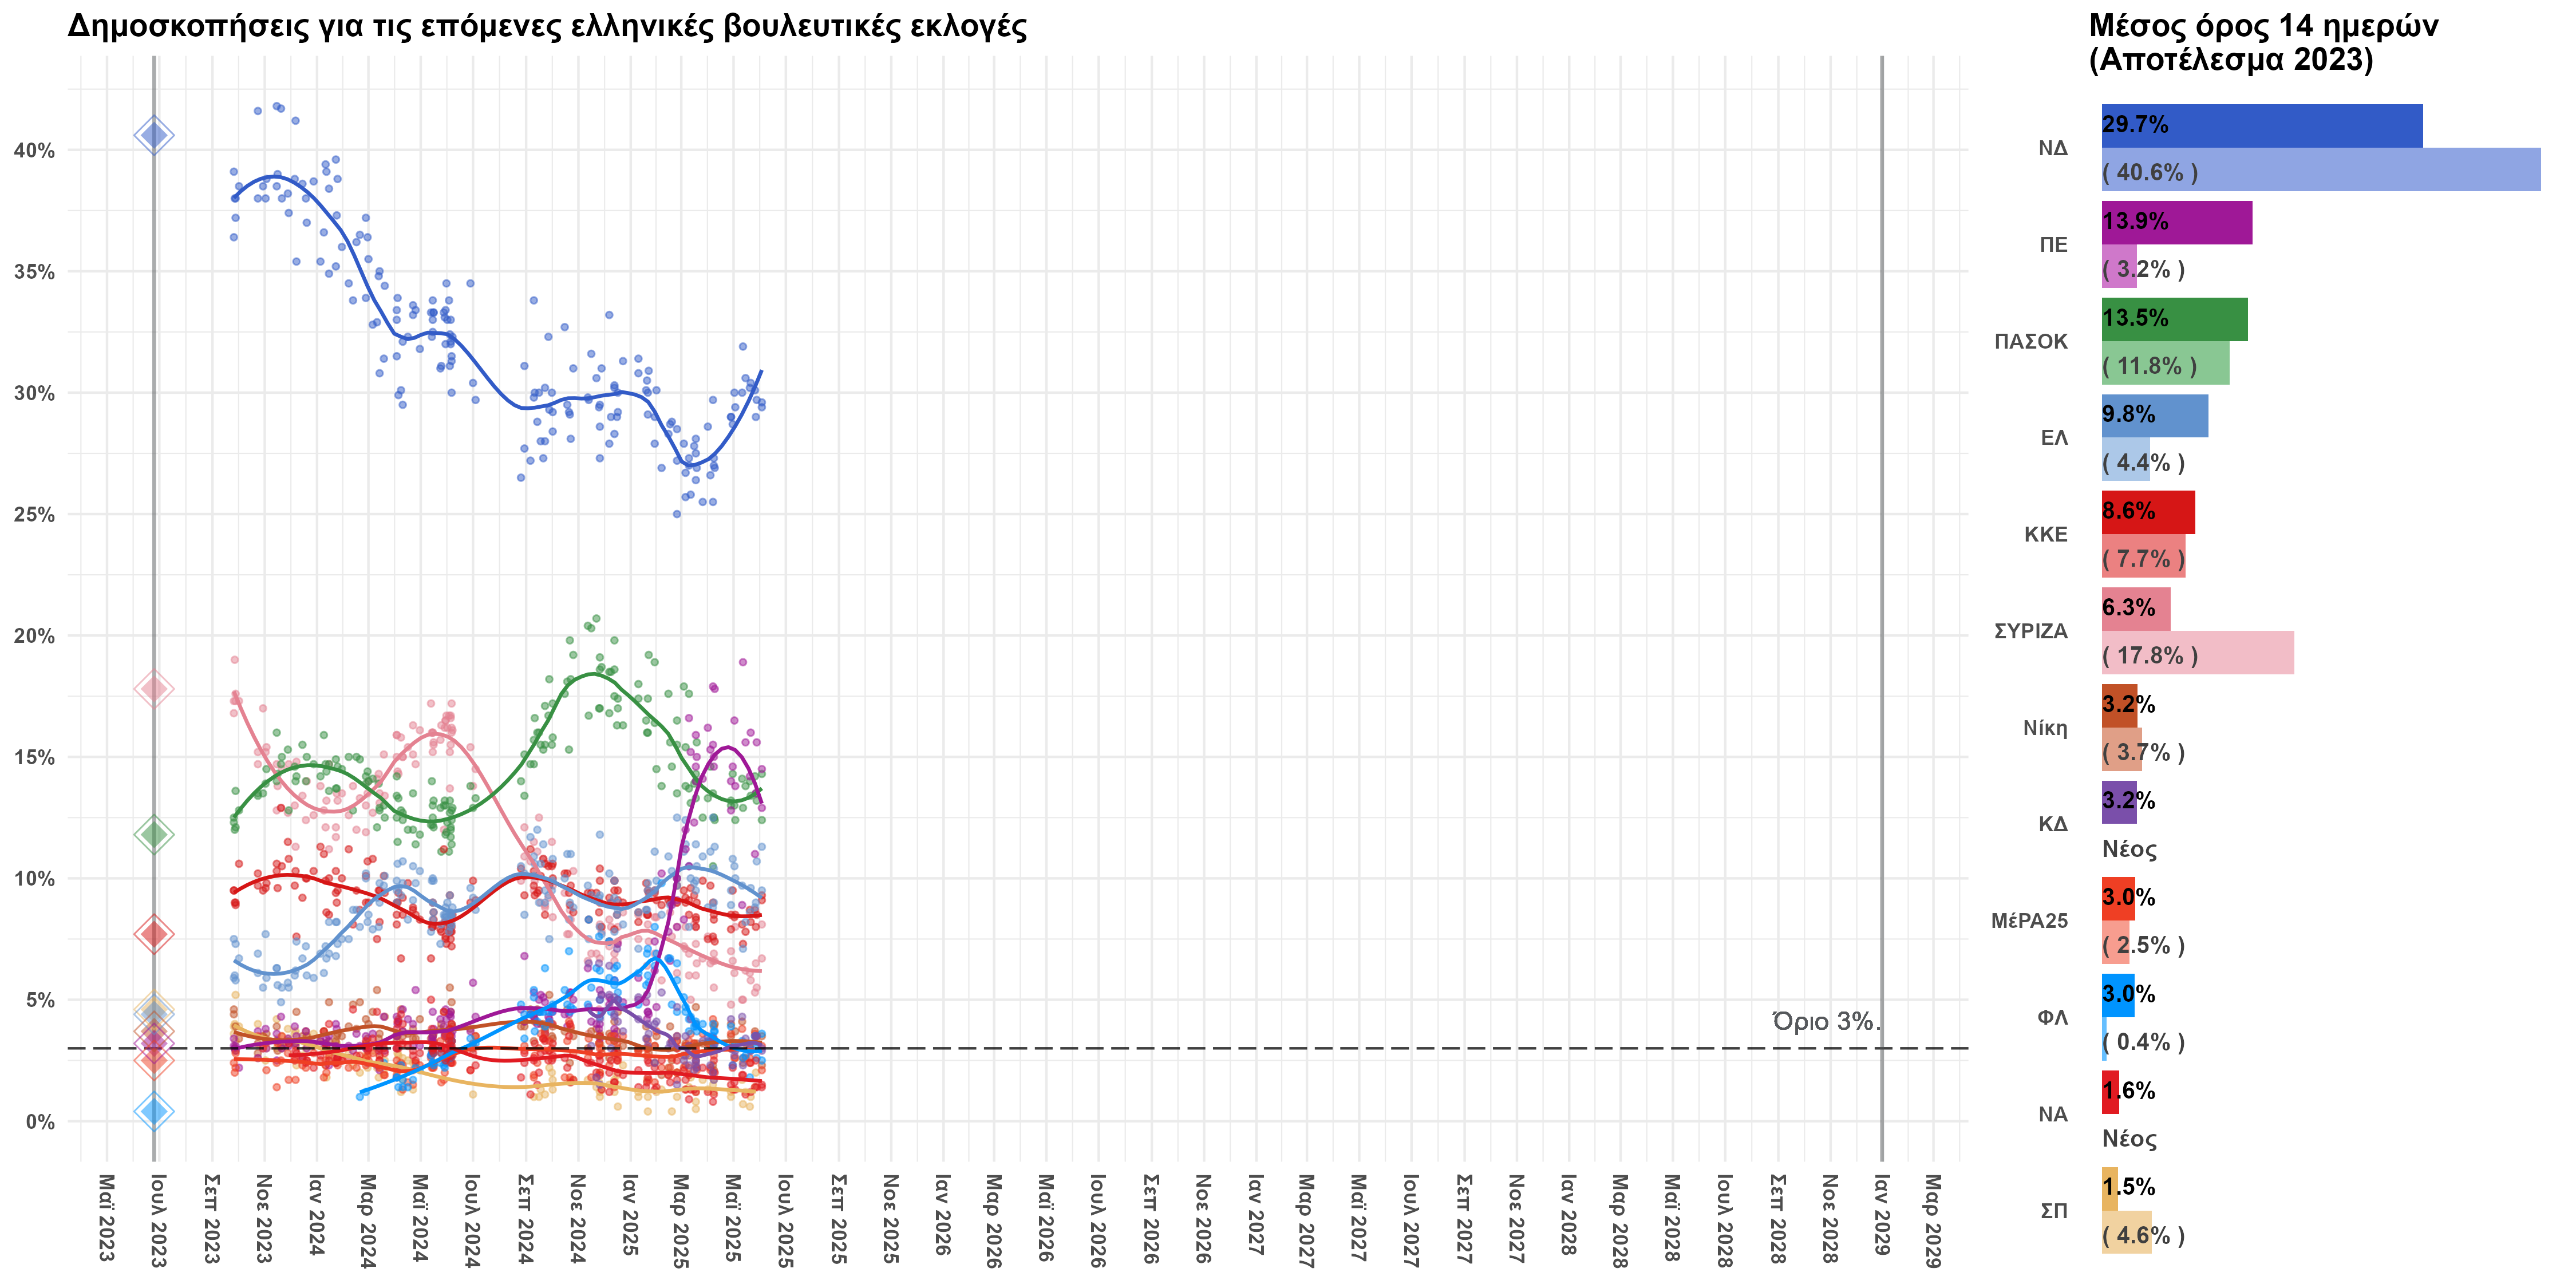 Δημοσκοπήσεις για τις επόμενες ελληνικές βουλευτικές εκλογές
40%
35%
30%
25%
20%
15%
10%
5%
0%
Όριο 3%.
Μαϊ 2023
Ιουλ 2023
Σεπ 2023
Νοε 2023
Ιαν 2024
Μαρ 2024
Μαϊ 2024
Ιουλ 2024
Σεπ 2024
Νοε 2024
Ιαν 2025
Μαρ 2025
Μαϊ 2025
Ιουλ 2025
Σεπ 2025
Νοε 2025
Ιαν 2026
Μαρ 2026
Μαϊ 2026
Ιουλ 2026
Σεπ 2026
Νοε 2026
Ιαν 2027
Μαρ 2027
Μαϊ 2027
Ιουλ 2027
Σεπ 2027
Νοε 2027
Ιαν 2028
Μαρ 2028
Μαϊ 2028
Ιουλ 2028
Σεπ 2028
Νοε 2028
Ιαν 2029
Μαρ 2029
Μέσος όρος 14 ημερών
(Αποτέλεσμα 2023)
ΝΔ
29.7%
( 40.6% )
ΠΕ
13.9%
( 3.2% )
ΠΑΣΟΚ
13.5%
( 11.8% )
ΕΛ
9.8%
( 4.4% )
ΚΚΕ
8.6%
( 7.7% )
ΣΥΡΙΖΑ
6.3%
( 17.8% )
Νίκη
3.2%
( 3.7% )
ΚΔ
3.2%
Νέος
ΜέΡΑ25
3.0%
( 2.5% )
ΦΛ
3.0%
( 0.4% )
ΝΑ
1.6%
Νέος
ΣΠ
1.5%
( 4.6% )